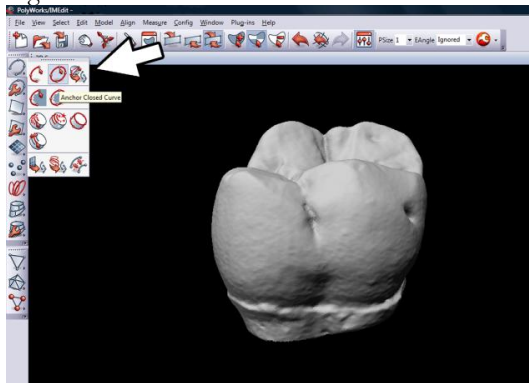 PolyWorks/IMEdit -
File View Select Edit Model Align Measure Config Window Plug-ins Help
PSize 1 EAngle Ignored
Anchor Closed Curve